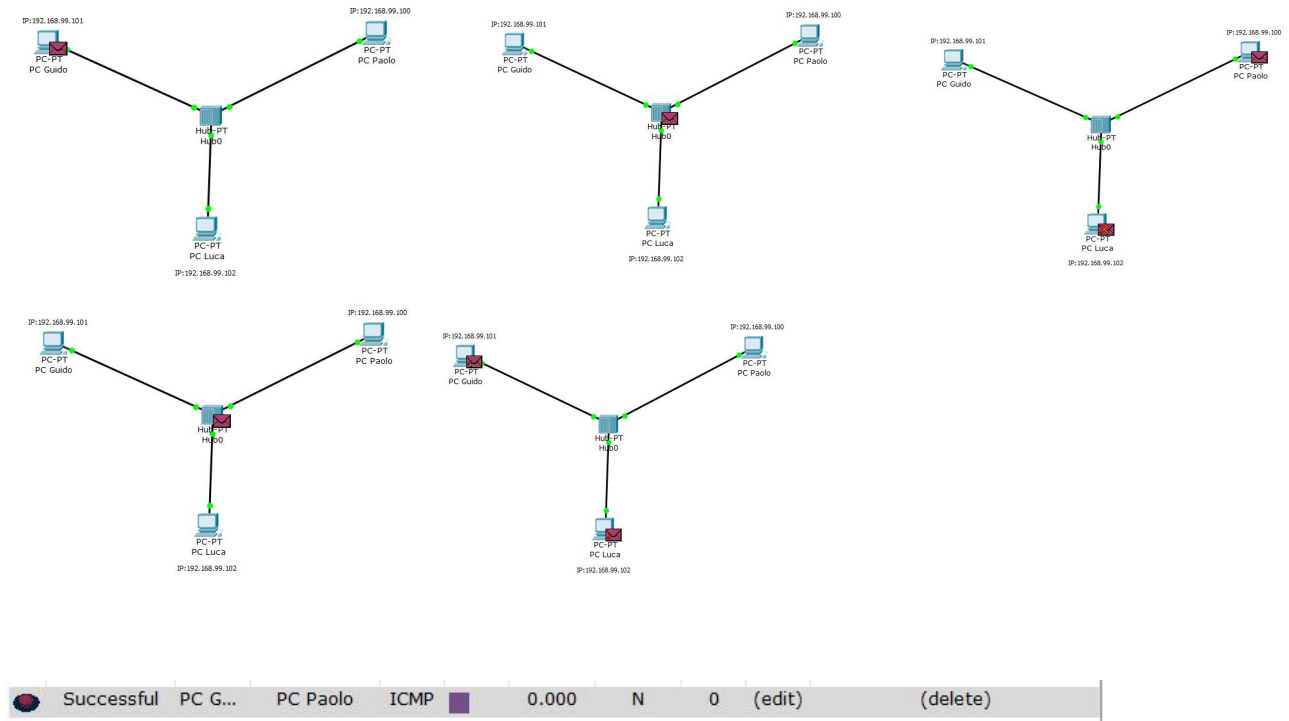 IP:192.168.99.101
PC-PT
PC Guido
IP:192.168.99.100
PC-PT
PC Paolo
Hub-PT
Hub0
PC-PT
PC Luca
IP:192.168.99.102
IP:192.168.99.101
PC-PT
PC Guido
IP:192.168.99.100
PC-PT
PC Paolo
Hub-PT
Hub0
PC-PT
PC Luca
IP:192.168.99.102
IP:192.168.99.101
PC-PT
PC Guido
IP:192.168.99.100
PC-PT
PC Paolo
Hub-PT
Hub0
PC-PT
PC Luca
IP:192.168.99.102
IP:192.168.99.101
PC-PT
PC Guido
IP:192.168.99.100
PC-PT
PC Paolo
Hub-PT
Hub0
PC-PT
PC Luca
IP:192.168.99.102
IP:192.168.99.101
PC-PT
PC Guido
IP:192.168.99.100
PC-PT
PC Paolo
Hub-PT
Hub0
PC-PT
PC Luca
IP:192.168.99.102
Successful PC G... PC Paolo ICMP 0.000 N 0 (edit) (delete)